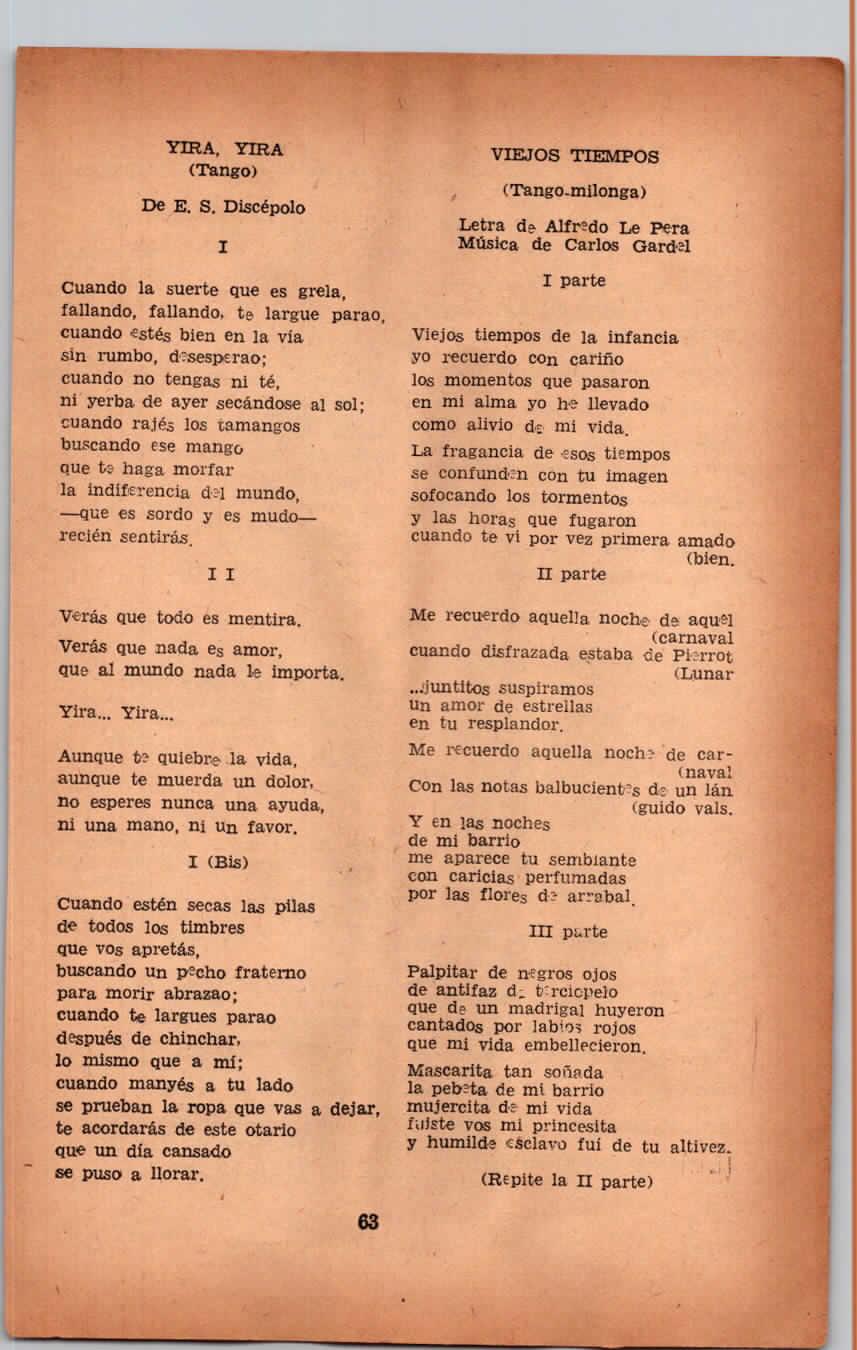 YIRA, YIRA
(Tango)
De E. S. Discépolo
I
Cuando la suerte que es grela,
fallando, fallando, te largue parao,
cuando estés bien en la vía
sin rumbo, desesperao;
cuando no tengas ni té,
ni yerba de ayer secándose al sol;
cuando rajés los tamangos
buscando ese mango
que te haga morfar
la indiferencia del mundo,
—que es sordo y es mudo—
recién sentirás.
I I
Verás que todo es mentira.
Verás que nada es amor,
que al mundo nada le importa.
Yira... Yira...
Aunque te quiebre la vida,
aunque te muerda un dolor,
no esperes nunca una ayuda,
ni una mano, ni un favor.
I (Bis)
Cuando estén secas las pilas
de todos los timbres
que vos apretás,
buscando un pecho fraterno
para morir abrazao;
cuando te largues parao
después de chinchar,
lo mismo que a mí;
cuando manyés a tu lado
se prueban la ropa que vas a dejar,
te acordarás de este otario
que un día cansado
se puso a llorar.
VIEJOS TIEMPOS
(Tango-milonga)
Letra de Alfredo Le Pera
Música de Carlos Gardel
I parte
Viejos tiempos de la infancia
yo recuerdo con cariño
los momentos que pasaron
en mi alma yo he llevado
como alivio de mi vida.
La fragancia de esos tiempos
se confunden con tu imagen
sofocando los tormentos
y las horas que fugaron
cuando te vi por vez primera amado
(bien.
II parte
Me recuerdo aquella noche de aquel
(carnaval
cuando disfrazada estaba de Pierrot
(Lunar
...juntitos suspiramos
un amor de estrellas
en tu resplandor.
Me recuerdo aquella noche de car-
(naval
Con las notas balbucientes de un lán
(guido vals.
Y en las noches
de mi barrio
me aparece tu semblante
con caricias perfumadas
por las flores de arrabal.
III parte
Palpitar de negros ojos
de antifaz de terciopelo
que de un madrigal huyeron
cantados por labios rojos
que mi vida embellecieron.
Mascarita tan soñada
la pebeta de mi barrio
mujercita de mi vida
fuiste vos mi princesita
y humilde esclavo fui de tu altivez.
(Repite la II parte)
63